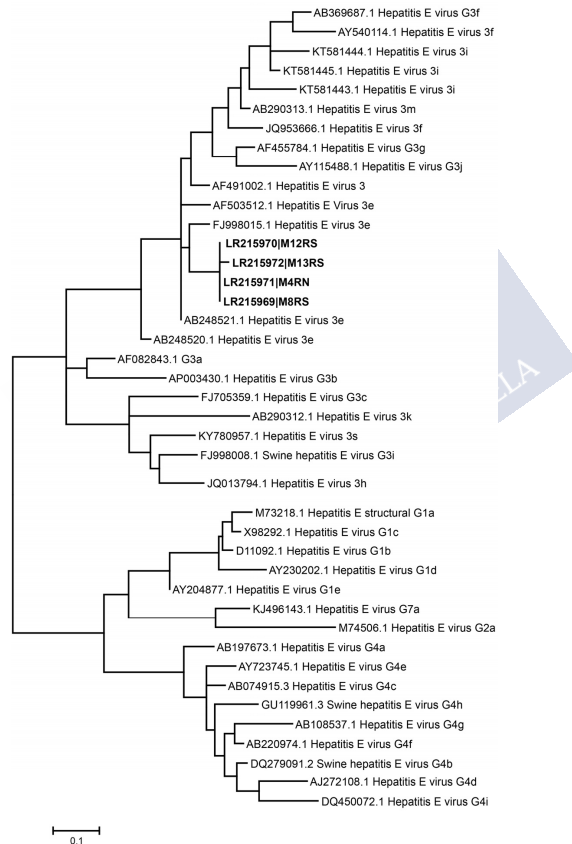 AB369687.1 Hepatitis E virus G3f
AY540114.1 Hepatitis E virus 3f
KT581444.1 Hepatitis E virus 3i
KT581445.1 Hepatitis E virus 3i
KT581443.1 Hepatitis E virus 3i
AB290313.1 Hepatitis E virus 3m
JQ953666.1 Hepatitis E virus 3f
AF455784.1 Hepatitis E virus G3g
AY115488.1 Hepatitis E virus G3j
AF491002.1 Hepatitis E virus 3
AF503512.1 Hepatitis E Virus 3e
FJ998015.1 Hepatitis E virus 3e
LR215970|M12RS
LR215972|M13RS
LR215971|M4RN
LR215969|M8RS
AB248521.1 Hepatitis E virus 3e
AB248520.1 Hepatitis E virus 3e
AF082843.1 G3a
AP003430.1 Hepatitis E virus G3b
FJ705359.1 Hepatitis E virus G3c
AB290312.1 Hepatitis E virus 3k
KY780957.1 Hepatitis E virus 3s
FJ998008.1 Swine hepatitis E virus G3i
JQ013794.1 Hepatitis E virus 3h
M73218.1 Hepatitis E structural G1a
X98292.1 Hepatitis E virus G1c
D11092.1 Hepatitis E virus G1b
AY230202.1 Hepatitis E virus G1d
AY204877.1 Hepatitis E virus G1e
KJ496143.1 Hepatitis E virus G7a
M74506.1 Hepatitis E virus G2a
AB197673.1 Hepatitis E virus G4a
AY723745.1 Hepatitis E virus G4e
AB074915.3 Hepatitis E virus G4c
GU119961.3 Swine hepatitis E virus G4h
AB108537.1 Hepatitis E virus G4g
AB220974.1 Hepatitis E virus G4f
DQ279091.2 Swine hepatitis E virus G4b
AJ272108.1 Hepatitis E virus G4d
DQ450072.1 Hepatitis E virus G4i
0.1